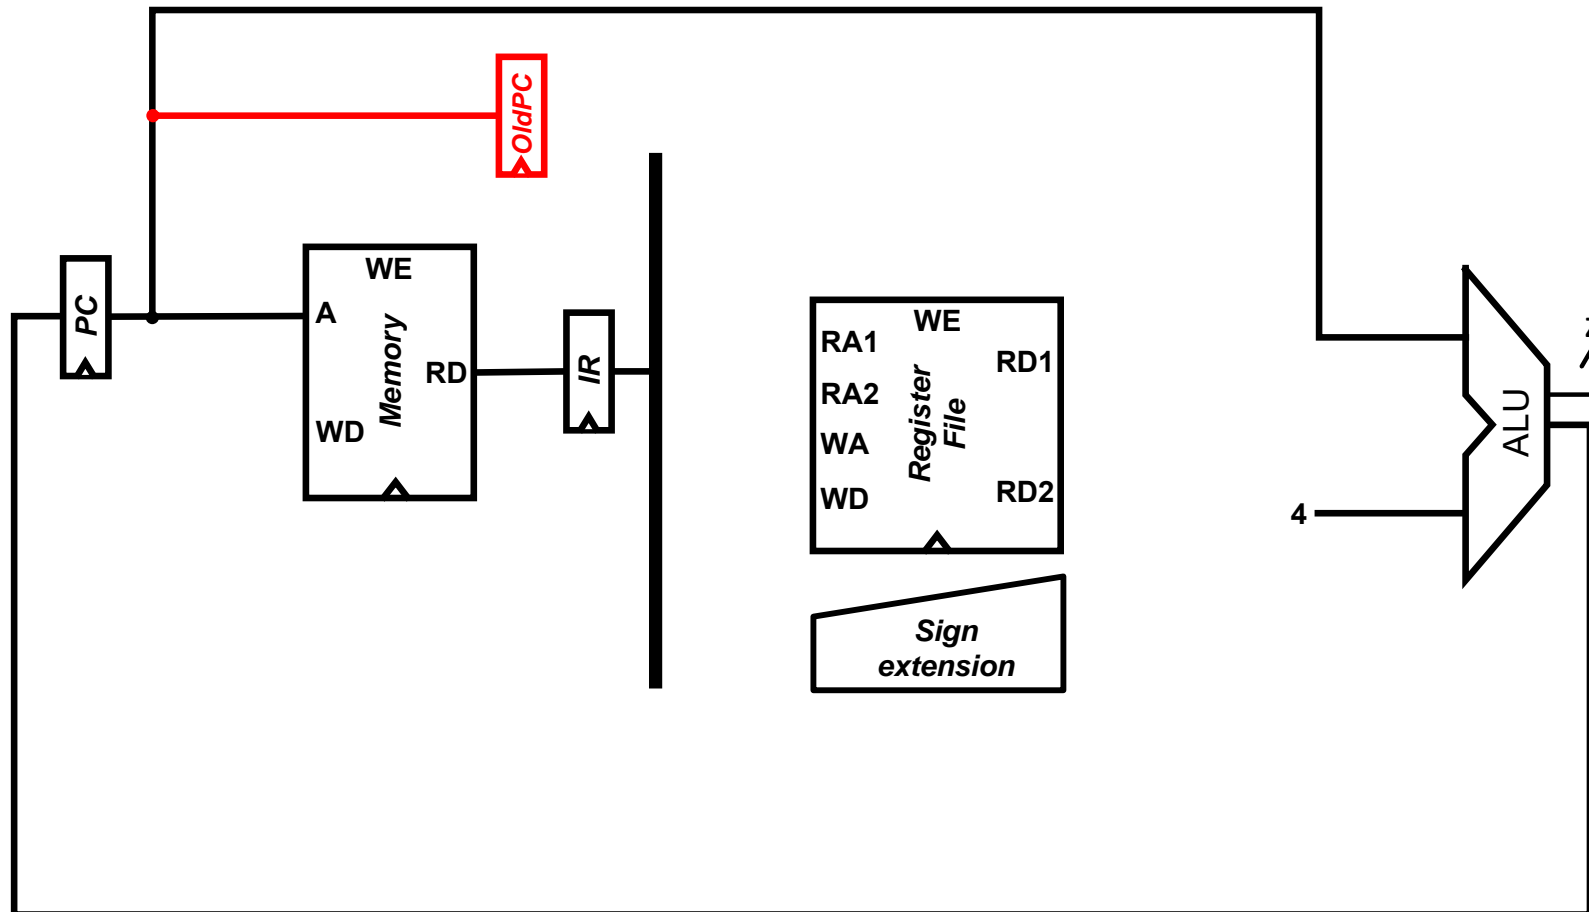 OldPC
PC
WE
A
Memory
RD
WD
IR
WE
RA1
RD1
RA2
Register
File
WA
WD
RD2
Sign
extension
4
ALU